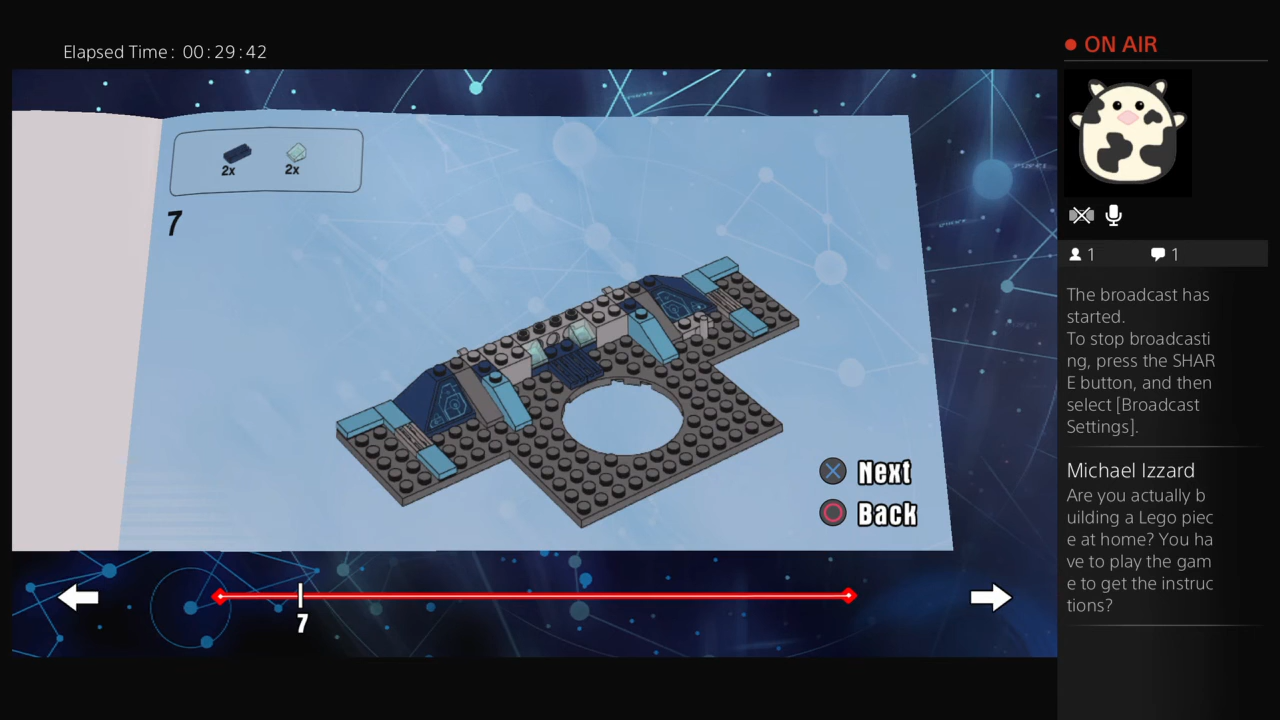 Elapsed Time: 00:29:42
ON AIR
2x 2x
7
1 1
The broadcast has
started.
To stop broadcasti
ng, press the SHAR
E button, and then
select [Broadcast
Settings].
Michael Izzard
Are you actually b
uilding a Lego piec
e at home? You ha
ve to play the gam
e to get the instruc
tions?
Next
Back
7